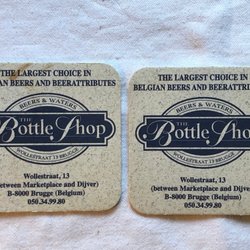 THE LARGEST CHOICE IN
AN BEERS AND BEERATTRIBUTES
BEERS & WATERS
THE
Bottle Shop
WOLLESTRAAT 13 BRUGGE
Wollestraat, 13
(between Marketplace and Dijver)
B-8000 Brugge (Belgium)
050.34.99.80
THE LARGEST CHOICE IN
BELGIAN BEERS AND BEERATTRIBUTES
BEERS & WATERS
THE
Bottle Shop
WOLLESTRAAT 13 BRUGGE
Wollestraat, 13
(between Marketplace and Dijver)
B-8000 Brugge (Belgium)
050.34.99.80